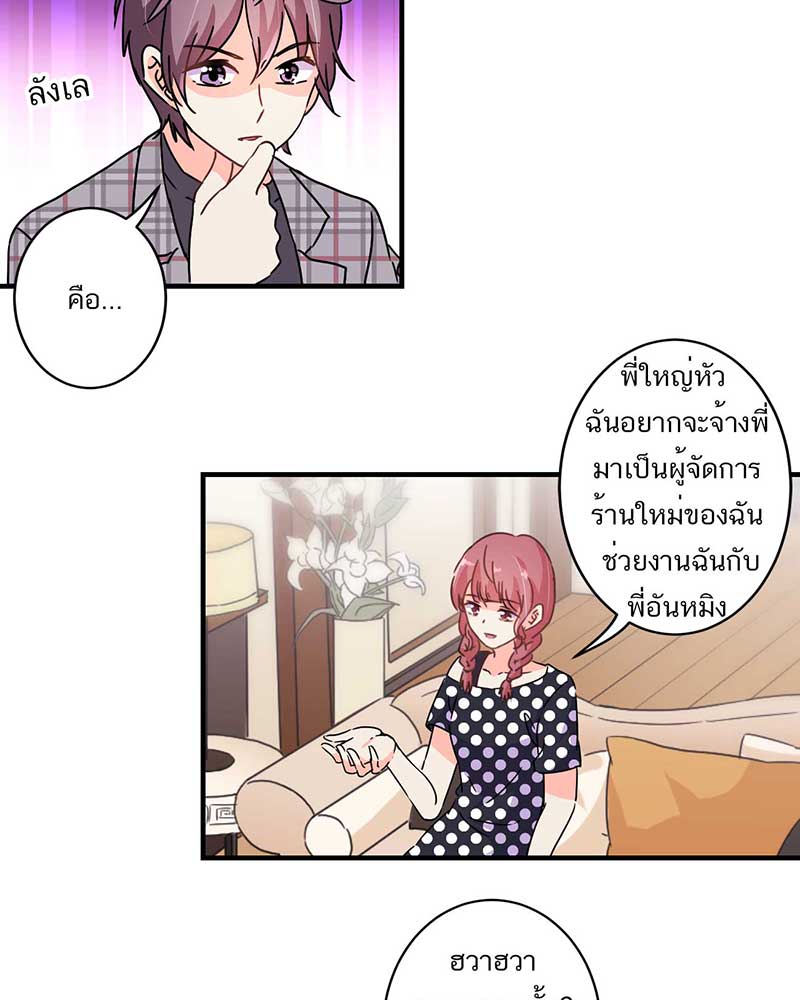 ลังเล
คือ...
พี่ใหญ่หัว
ฉันอยากจะจ้างพี่
มาเป็นผู้จัดการ
ร้านใหม่ของฉัน
ช่วยงานฉันกับ
พี่อันหมิง
ฮวาฮวา